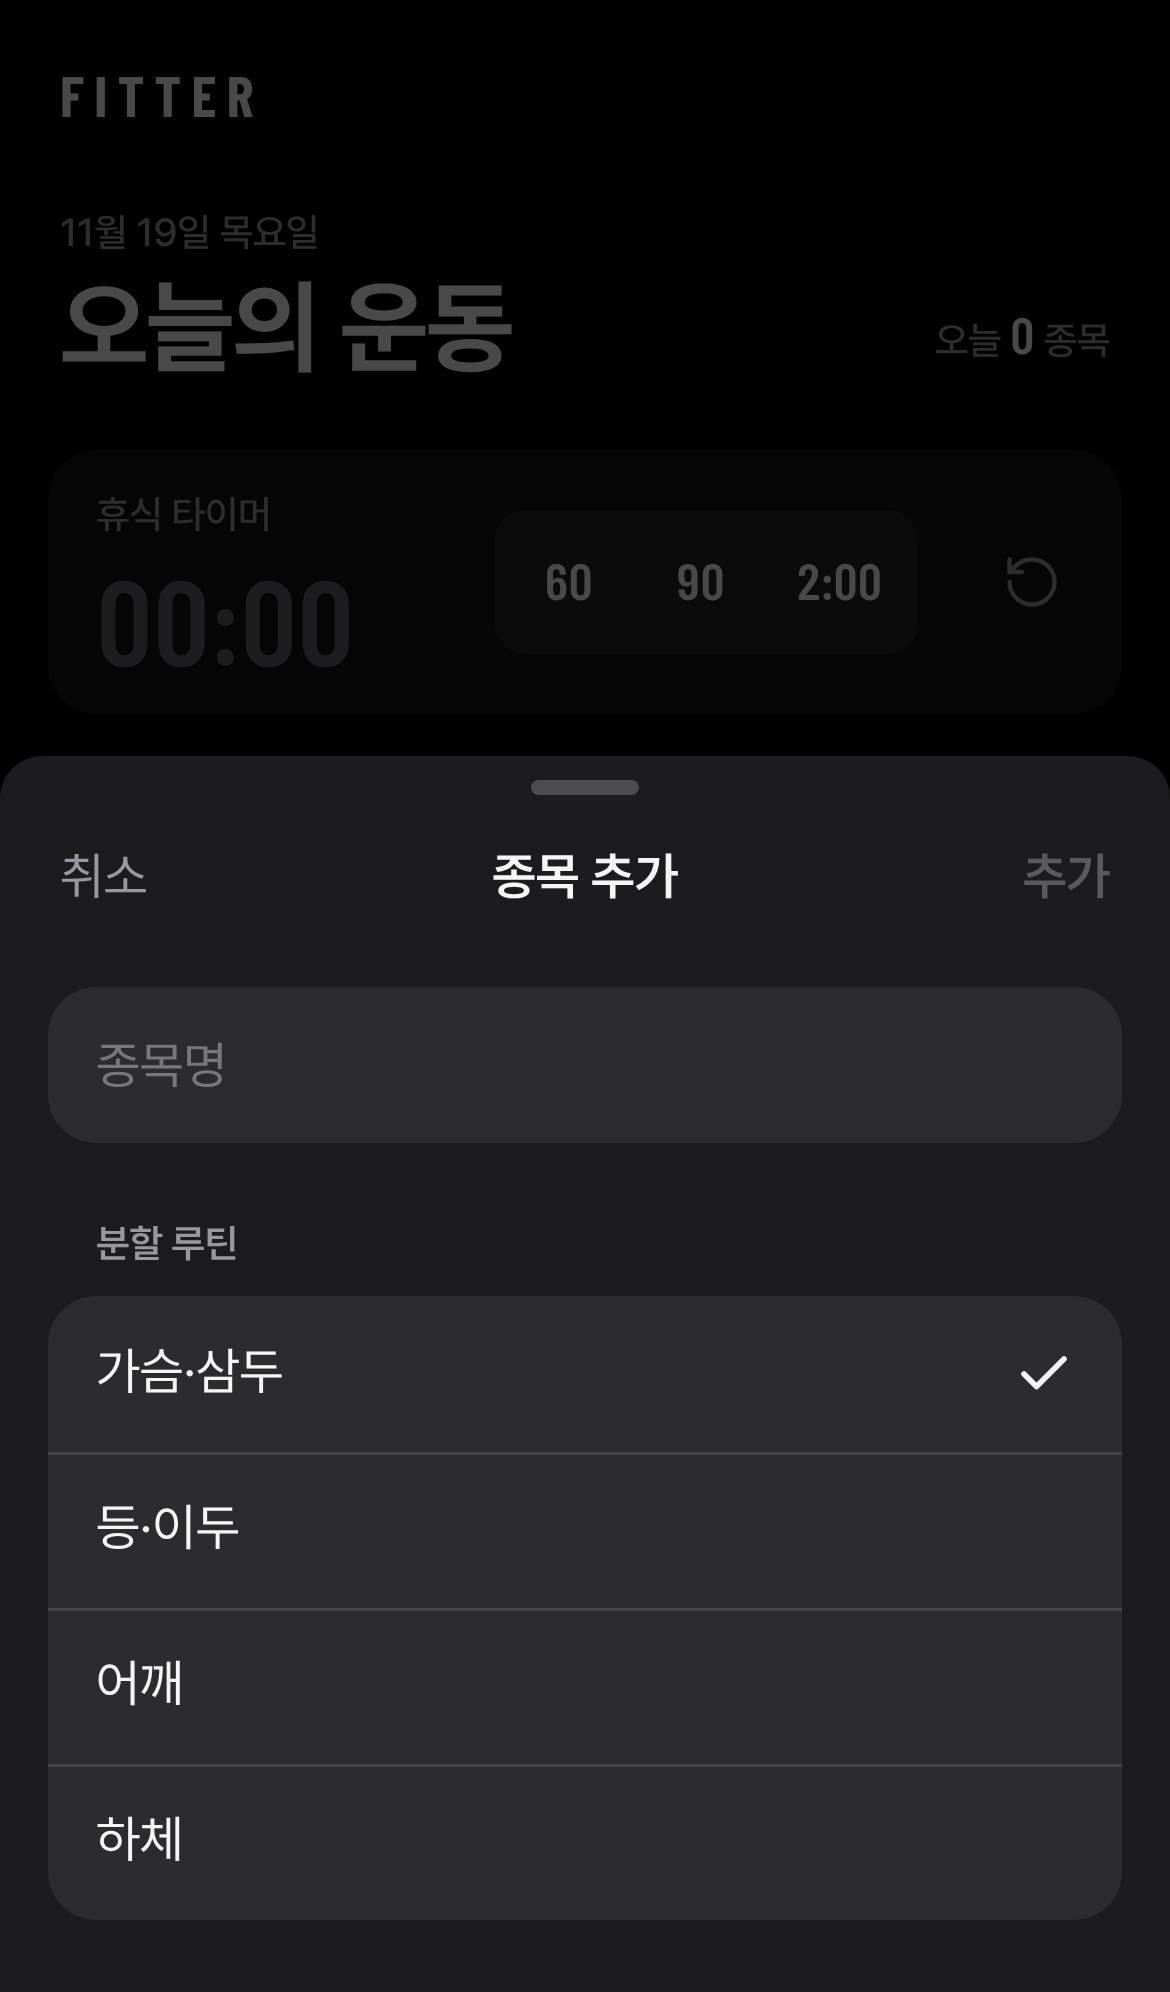 FITTER
11월 19일 목요일
오늘의 운동
오늘 0 종목
휴식 타이머
00:00
60 90 2:00
취소 종목 추가 추가
종목명
분할 루틴
가슴·삼두
등·이두
어깨
하체